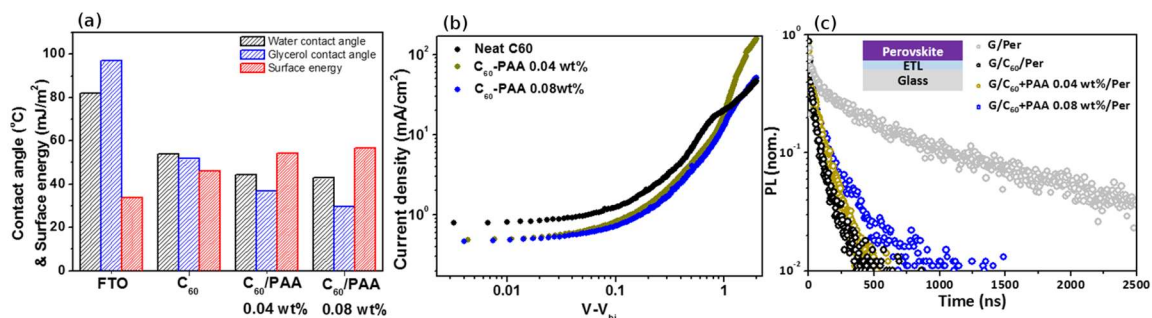 (a)
Water contact angle
Glycerol contact angle
Surface energy
Contact angle (°C)
& Surface energy (mJ/m²)
100
80
60
40
20
0
FTO
C₆₀
C₆₀/PAA
0.04 wt%
C₆₀/PAA
0.08 wt%
(b)
Neat C60
C₆₀-PAA 0.04 wt%
C₆₀-PAA 0.08wt%
Current density (mA/cm²)
10²
10¹
10⁰
0.01
0.1
1
V-V_bi
(c)
Perovskite
ETL
Glass
G/Per
G/C₆₀/Per
G/C₆₀+PAA 0.04 wt%/Per
G/C₆₀+PAA 0.08 wt%/Per
PL (nom.)
10⁰
10⁻¹
10⁻²
0
500
1000
1500
2000
2500
Time (ns)